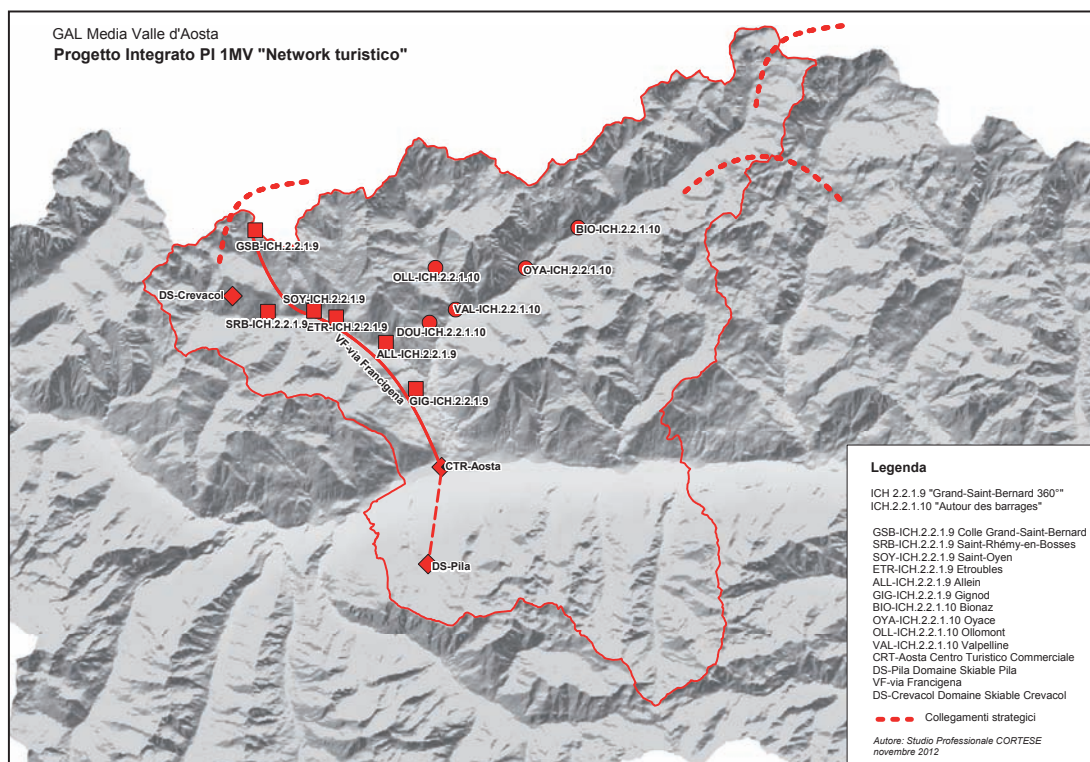 GAL Media Valle d'Aosta
Progetto Integrato PI 1MV "Network turistico"
BIO-ICH.2.2.1.10
GSB-ICH.2.2.1.9
OLL-ICH.2.2.1.10
OYA-ICH.2.2.1.10
DS-Crevacol
SOY-ICH.2.2.1.9
VAL-ICH.2.2.1.10
SRB-ICH.2.2.1.9
ETR-ICH.2.2.1.9
DOU-ICH.2.2.1.10
ALL-ICH.2.2.1.9
VF-via Francigena
GIG-ICH.2.2.1.9
CTR-Aosta
DS-Pila
Legenda
ICH 2.2.1.9 "Grand-Saint-Bernard 360°"
ICH.2.2.1.10 "Autour des barrages"
GSB-ICH.2.2.1.9 Colle Grand-Saint-Bernard
SRB-ICH.2.2.1.9 Saint-Rhémy-en-Bosses
SOY-ICH.2.2.1.9 Saint-Oyen
ETR-ICH.2.2.1.9 Etroubles
ALL-ICH.2.2.1.9 Allein
GIG-ICH.2.2.1.9 Gignod
BIO-ICH.2.2.1.10 Bionaz
OYA-ICH.2.2.1.10 Oyace
OLL-ICH.2.2.1.10 Ollomont
VAL-ICH.2.2.1.10 Valpelline
CRT-Aosta Centro Turistico Commerciale
DS-Pila Domaine Skiable Pila
VF-via Francigena
DS-Crevacol Domaine Skiable Crevacol
Collegamenti strategici
Autore: Studio Professionale CORTESE
novembre 2012